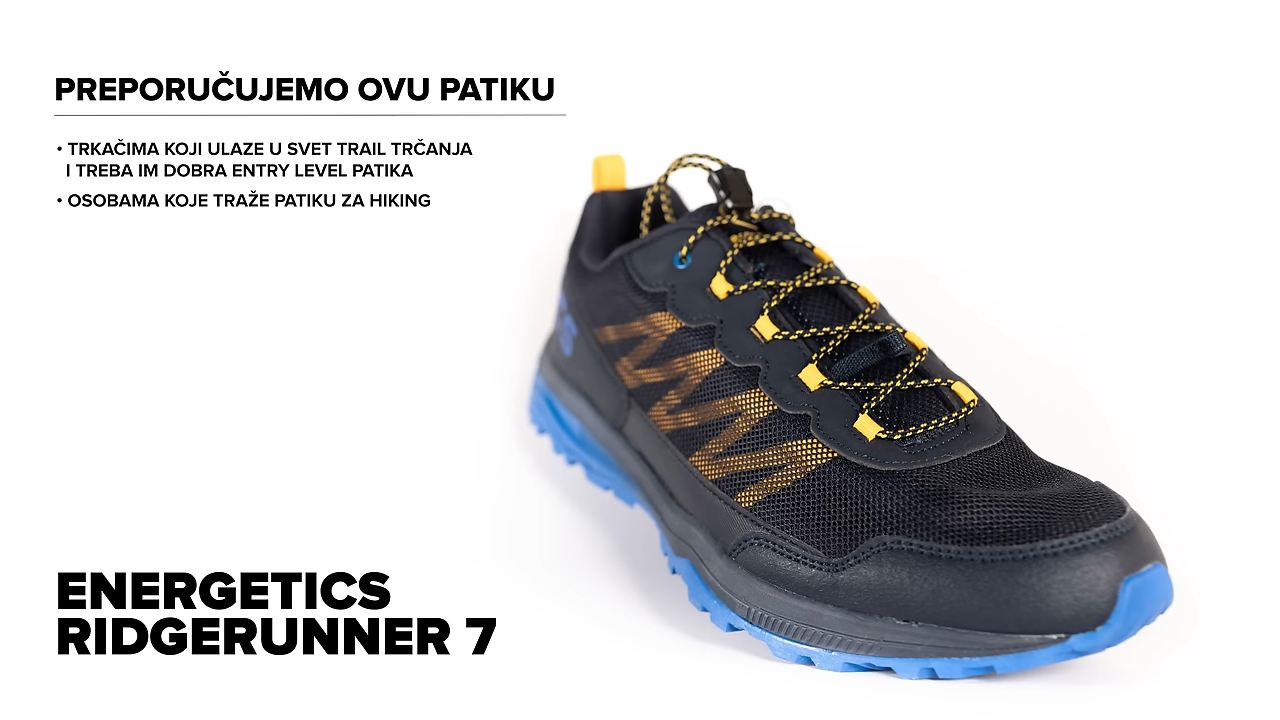 PREPORUČUJEMO OVU PATIKU
• TRKAČIMA KOJI ULAZE U SVET TRAIL TRČANJA
I TREBA IM DOBRA ENTRY LEVEL PATIKA
• OSOBAMA KOJE TRAŽE PATIKU ZA HIKING
ENERGETICS
RIDGERUNNER 7